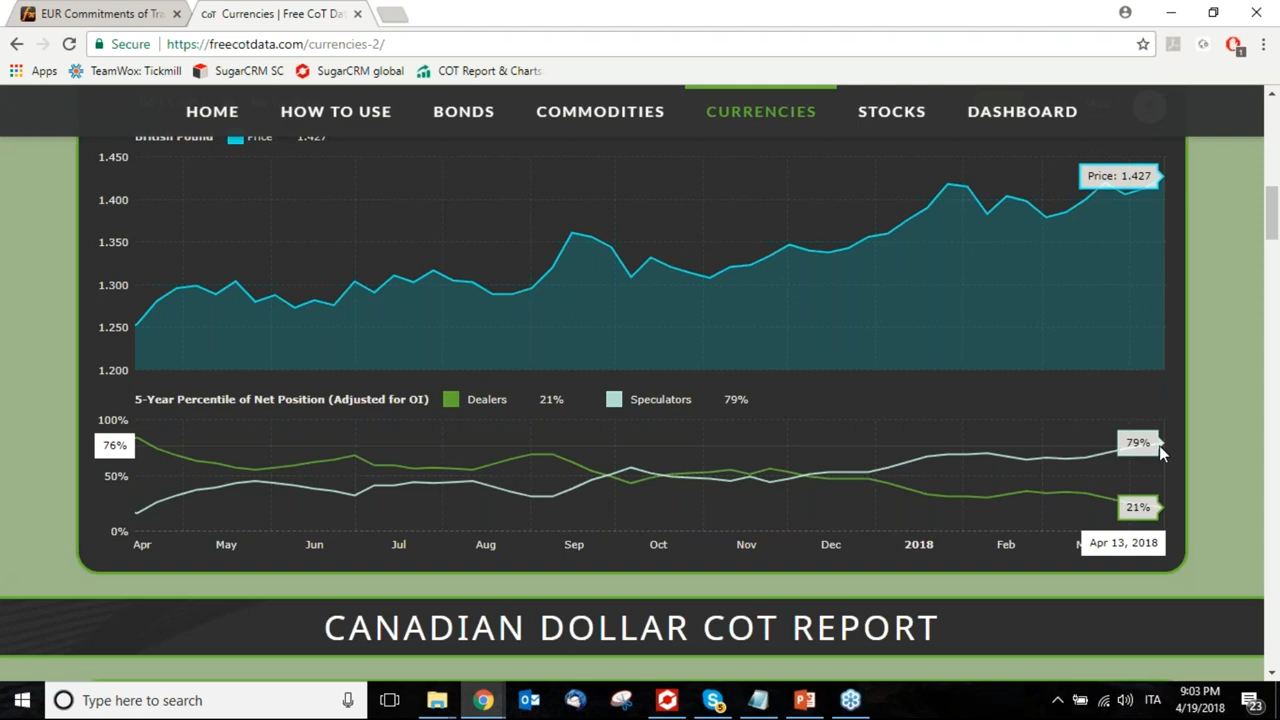 EUR Commitments of Tra
CoT Currencies | Free CoT Dat
Secure https://freecotdata.com/currencies-2/
Apps TeamWox: Tickmill SugarCRM SC SugarCRM global COT Report & Charts
HOME HOW TO USE BONDS COMMODITIES CURRENCIES STOCKS DASHBOARD
British Pound Price 1.427
1.450
Price: 1.427
1.400
1.350
1.300
1.250
1.200
5-Year Percentile of Net Position (Adjusted for OI) Dealers 21% Speculators 79%
100%
76%
79%
50%
21%
0%
Apr May Jun Jul Aug Sep Oct Nov Dec 2018 Feb
Apr 13, 2018
CANADIAN DOLLAR COT REPORT
Type here to search
5
ITA
9:03 PM
4/19/2018
23
1